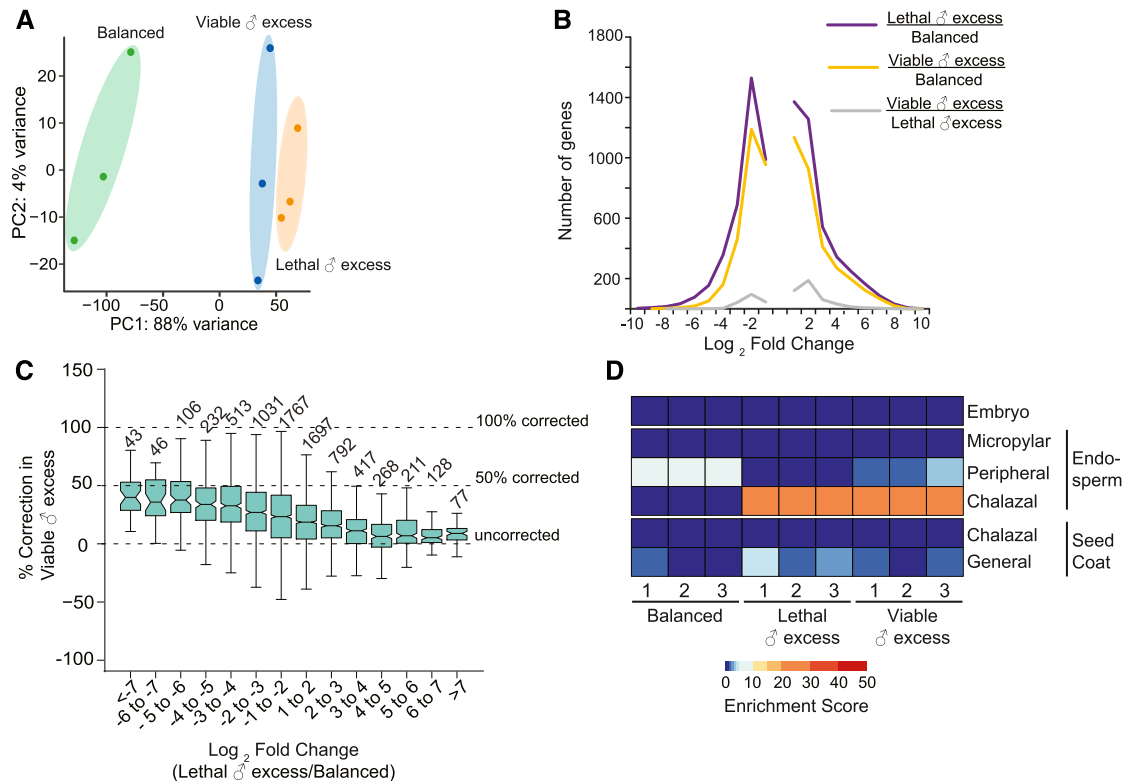 A
Balanced
Viable ♂ excess
Lethal ♂ excess
20
10
0
−10
−20
PC2: 4% variance
−100
−50
0
50
PC1: 88% variance
B
Lethal ♂ excess
Balanced
Viable ♂ excess
Balanced
Viable ♂ excess
Lethal ♂excess
1800
1400
1000
600
200
Number of genes
-10 -8 -6 -4 -2 2 4 6 8 10
Log 2 Fold Change
C
150
100
50
0
−50
-100
% Correction in
Viable ♂ excess
43
46
106
232
513
1031
1767
1697
792
417
268
211
128
77
100% corrected
50% corrected
uncorrected
<-7
-6 to -7
- 5 to -6
-4 to -5
-3 to -4
-2 to -3
-1 to -2
1 to 2
2 to 3
3 to 4
4 to 5
5 to 6
6 to 7
>7
Log 2 Fold Change
(Lethal ♂ excess/Balanced)
D
Embryo
Micropylar
Peripheral
Chalazal
Endo-
sperm
Chalazal
General
Seed
Coat
1 2 3 1 2 3 1 2 3
Balanced
Lethal
♂ excess
Viable
♂ excess
0 10 20 30 40 50
Enrichment Score